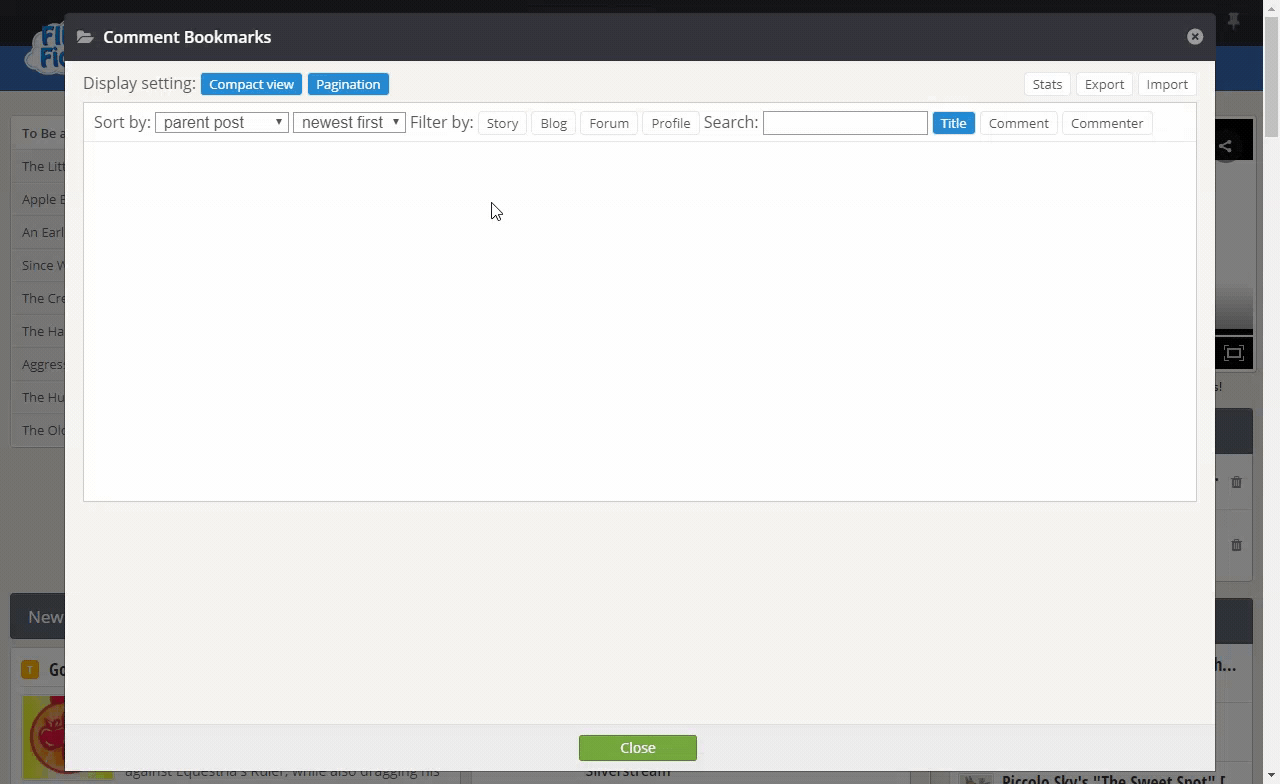 Comment Bookmarks
Display setting: Compact view Pagination Stats Export Import
Sort by: parent post newest first Filter by: Story Blog Forum Profile Search: Title Comment Commenter
To Be a
The Litt
Apple B
An Earl
Since W
The Cre
The Ha
Aggress
The Hu
The Old
s!
New
T Go
h...
against Equestria's Ruler, while also dragging his
Silverstream
Piccolo Sky's "The Sweet Spot" [
Close